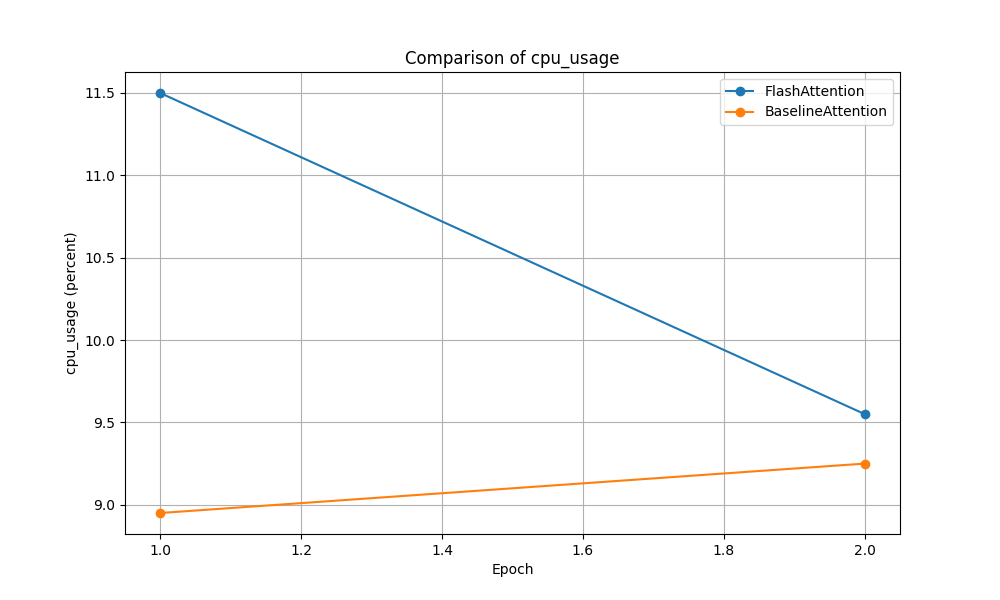 Comparison of cpu_usage
FlashAttention
BaselineAttention
cpu_usage (percent)
11.5
11.0
10.5
10.0
9.5
9.0
1.0 1.2 1.4 1.6 1.8 2.0
Epoch